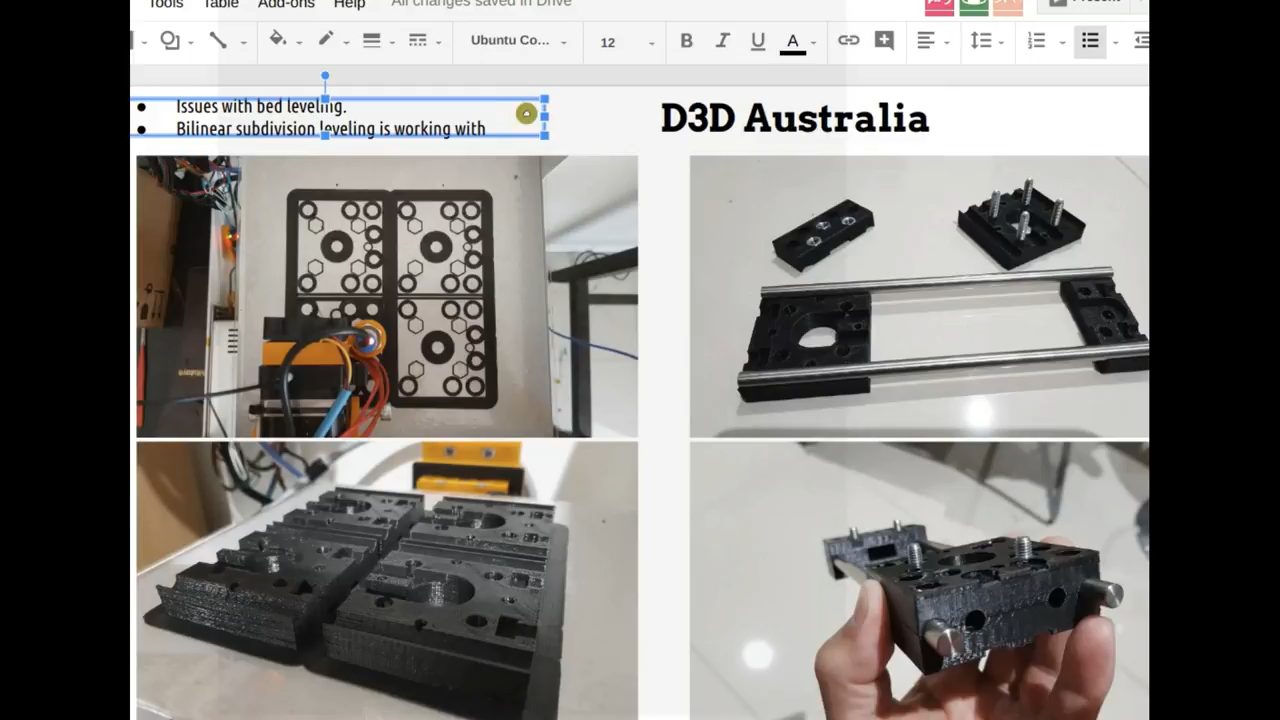 Tools Table Add-ons Help All changes saved in Drive
Present
Ubuntu Co... 12 B I U A
Issues with bed leveling.
Bilinear subdivision leveling is working with
D3D Australia